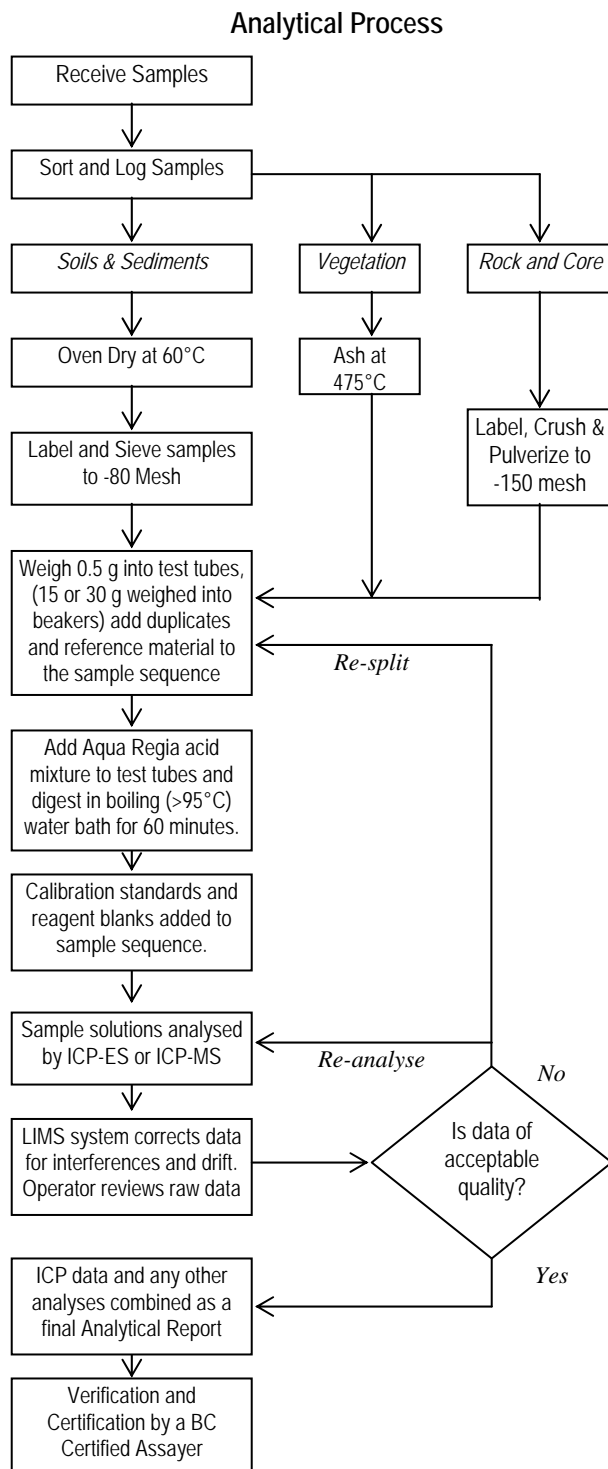 Analytical Process
Receive Samples
Sort and Log Samples
Soils & Sediments
Vegetation
Rock and Core
Oven Dry at 60°C
Ash at
475°C
Label and Sieve samples
to -80 Mesh
Label, Crush &
Pulverize to
-150 mesh
Weigh 0.5 g into test tubes,
(15 or 30 g weighed into
beakers) add duplicates
and reference material to
the sample sequence
Re-split
Add Aqua Regia acid
mixture to test tubes and
digest in boiling (>95°C)
water bath for 60 minutes.
Calibration standards and
reagent blanks added to
sample sequence.
Sample solutions analysed
by ICP-ES or ICP-MS
Re-analyse
No
LIMS system corrects data
for interferences and drift.
Operator reviews raw data
Is data of
acceptable
quality?
Yes
ICP data and any other
analyses combined as a
final Analytical Report
Verification and
Certification by a BC
Certified Assayer